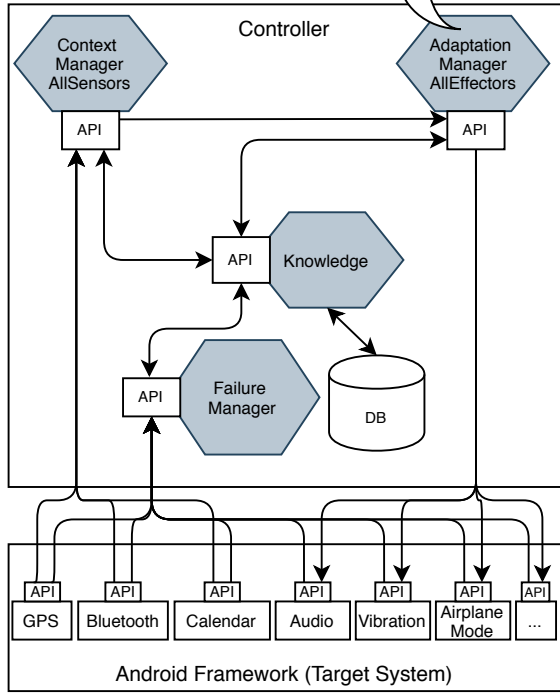 Controller
Context
Manager
AllSensors
Adaptation
Manager
AllEffectors
API
API
API
Knowledge
API
Failure
Manager
DB
API
API
API
API
API
API
API
GPS
Bluetooth
Calendar
Audio
Vibration
Airplane
Mode
...
Android Framework (Target System)